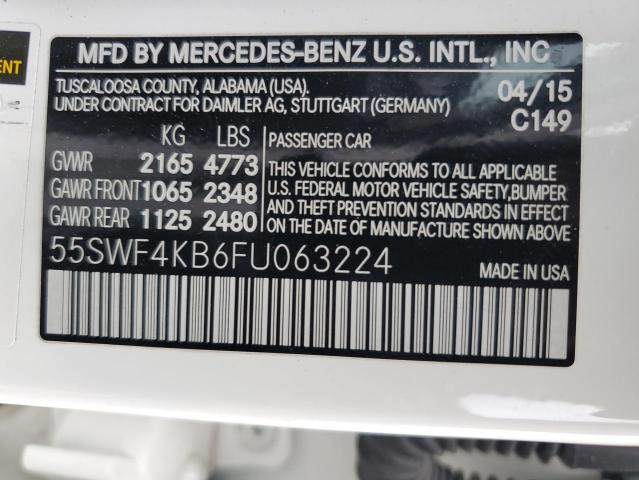 MFD BY MERCEDES-BENZ U.S. INTL., INC
TUSCALOOSA COUNTY, ALABAMA (USA). 04/15
UNDER CONTRACT FOR DAIMLER AG, STUTTGART (GERMANY) C149
KG LBS PASSENGER CAR
GVWR 2165 4773 THIS VEHICLE CONFORMS TO ALL APPLICABLE
GAWR FRONT 1065 2348 U.S. FEDERAL MOTOR VEHICLE SAFETY, BUMPER
GAWR REAR 1125 2480 AND THEFT PREVENTION STANDARDS IN EFFECT
ON THE DATE OF MANUFACTURE SHOWN ABOVE.
55SWF4KB6FU063224 MADE IN USA